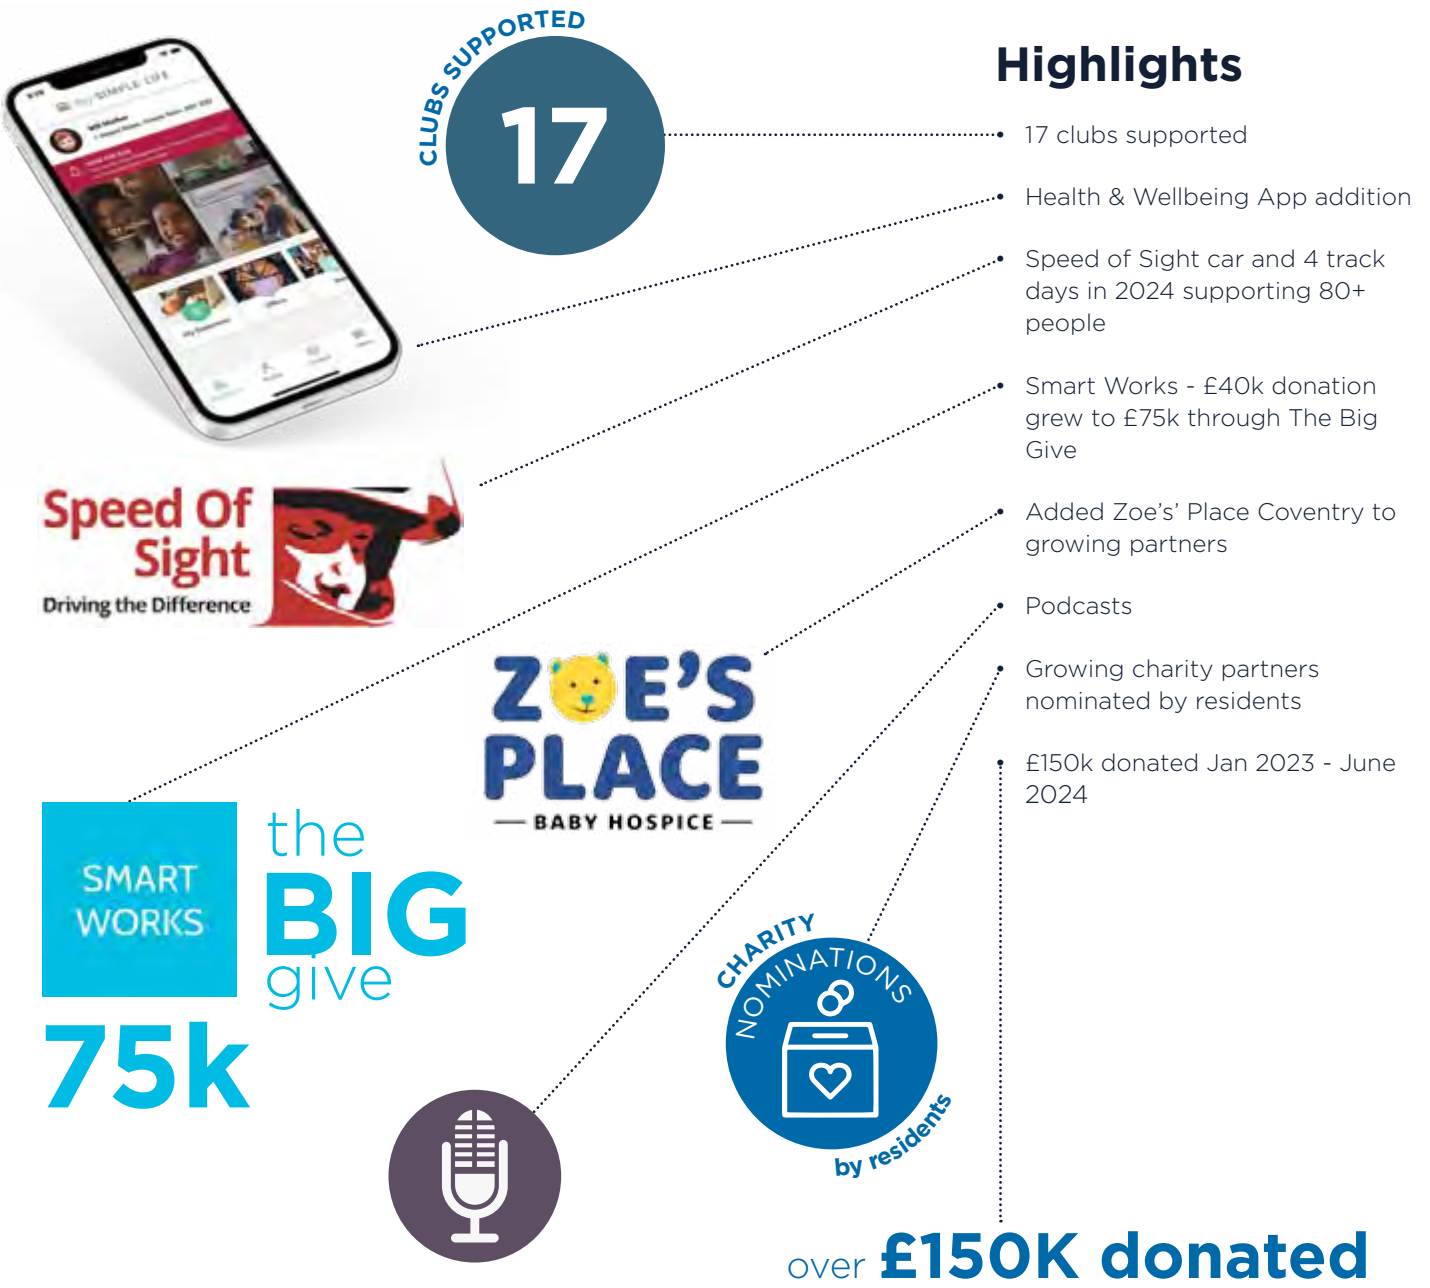 my SIMPLE LIFE
CLUBS SUPPORTED
17
Highlights
• 17 clubs supported
• Health & Wellbeing App addition
• Speed of Sight car and 4 track
days in 2024 supporting 80+
people
• Smart Works - £40k donation
grew to £75k through The Big
Give
• Added Zoe's' Place Coventry to
growing partners
• Podcasts
• Growing charity partners
nominated by residents
• £150k donated Jan 2023 - June
2024
Speed Of
Sight
Driving the Difference
ZOE'S
PLACE
BABY HOSPICE
SMART
WORKS
the
BIG
give
75k
CHARITY
NOMINATIONS
by residents
over £150K donated